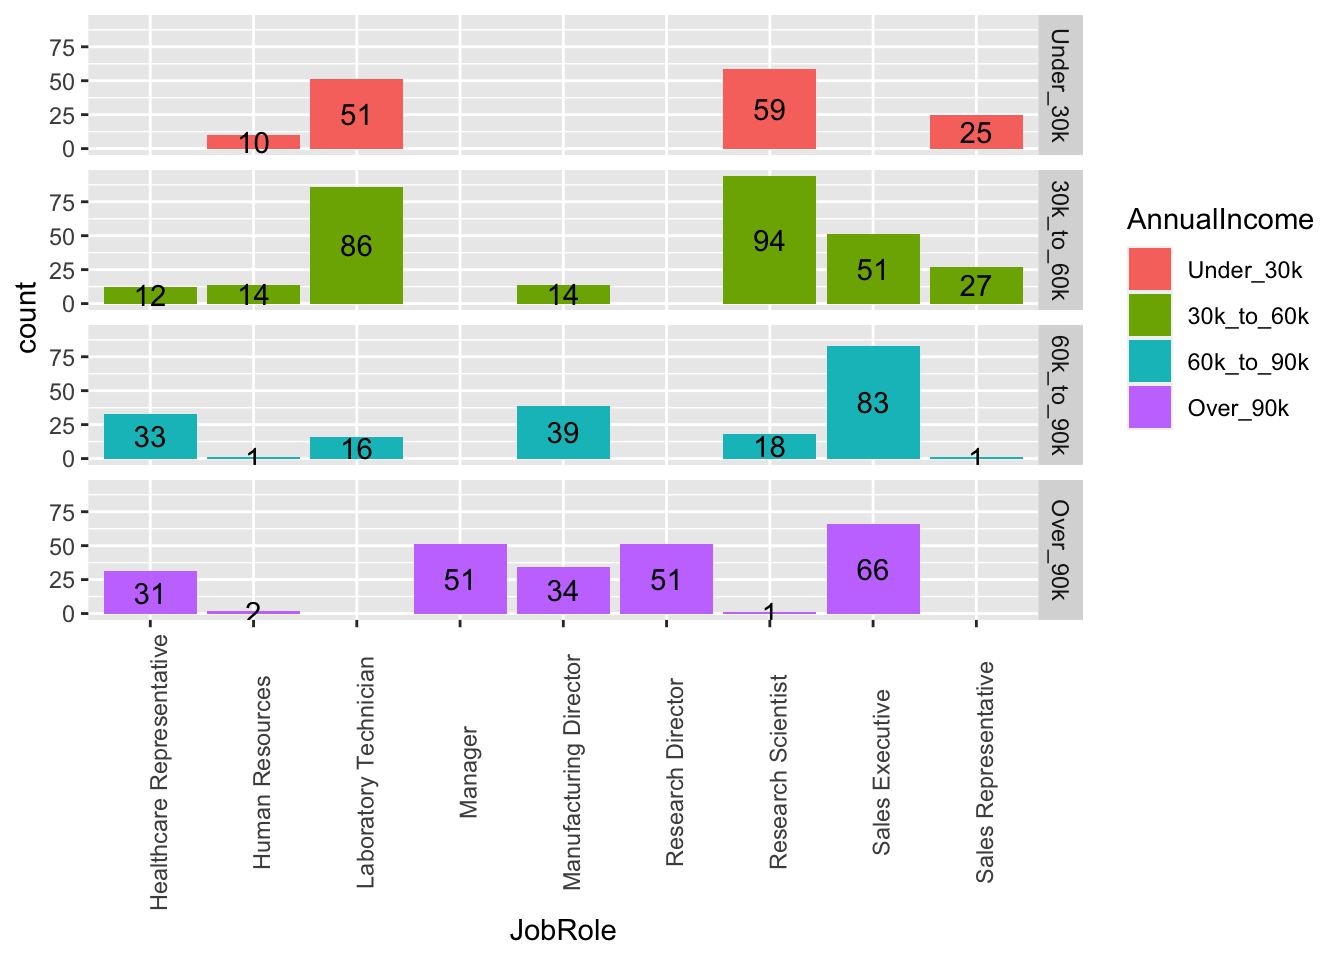 75
50
25
0
10
51
59
25
Under_30k
75
50
25
0
12
14
86
14
94
51
27
30k_to_60k
75
50
25
0
33
1
16
39
18
83
1
60k_to_90k
75
50
25
0
31
2
51
34
51
1
66
Over_90k
count
Healthcare Representative
Human Resources
Laboratory Technician
Manager
Manufacturing Director
Research Director
Research Scientist
Sales Executive
Sales Representative
JobRole
AnnualIncome
Under_30k
30k_to_60k
60k_to_90k
Over_90k